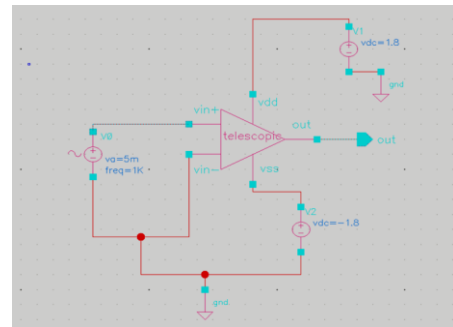 V1
vdc=1.8
gnd
vdd
vin+
out
telescopic
out
V0
va=5m
freq=1K
vin-
vss
V2
vdc=-1.8
gnd